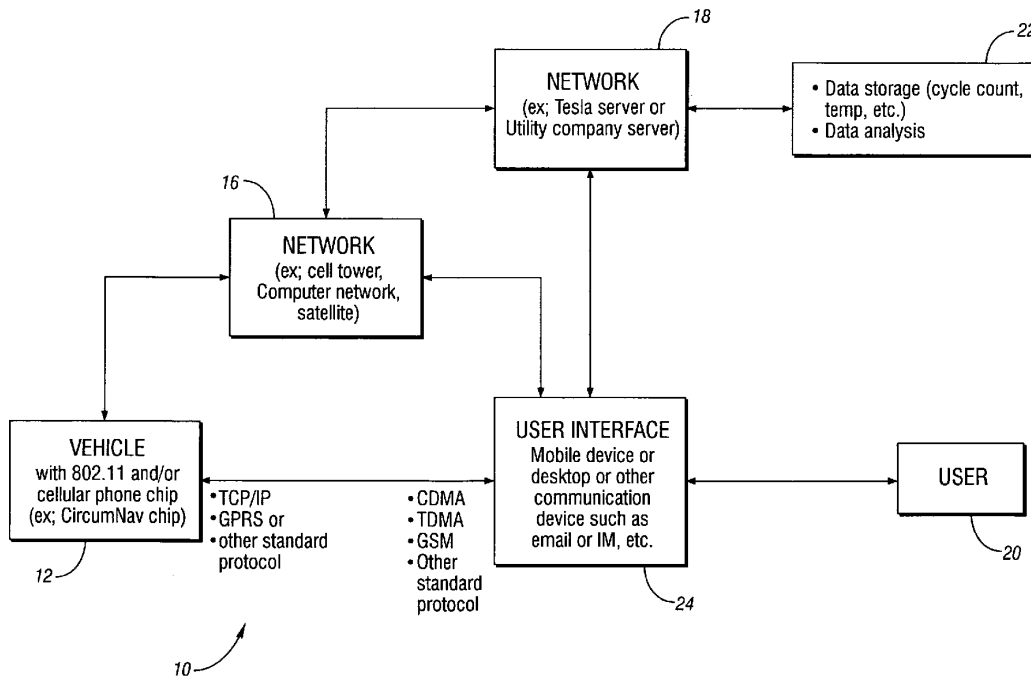 18
22
NETWORK
(ex; Tesla server or
Utility company server)
• Data storage (cycle count,
temp, etc.)
• Data analysis
16
NETWORK
(ex; cell tower,
Computer network,
satellite)
VEHICLE
with 802.11 and/or
cellular phone chip
(ex; CircumNav chip)
12
• TCP/IP
• GPRS or
• other standard
protocol
• CDMA
• TDMA
• GSM
• Other
standard
protocol
USER INTERFACE
Mobile device or
desktop or other
communication
device such as
email or IM, etc.
24
USER
20
10